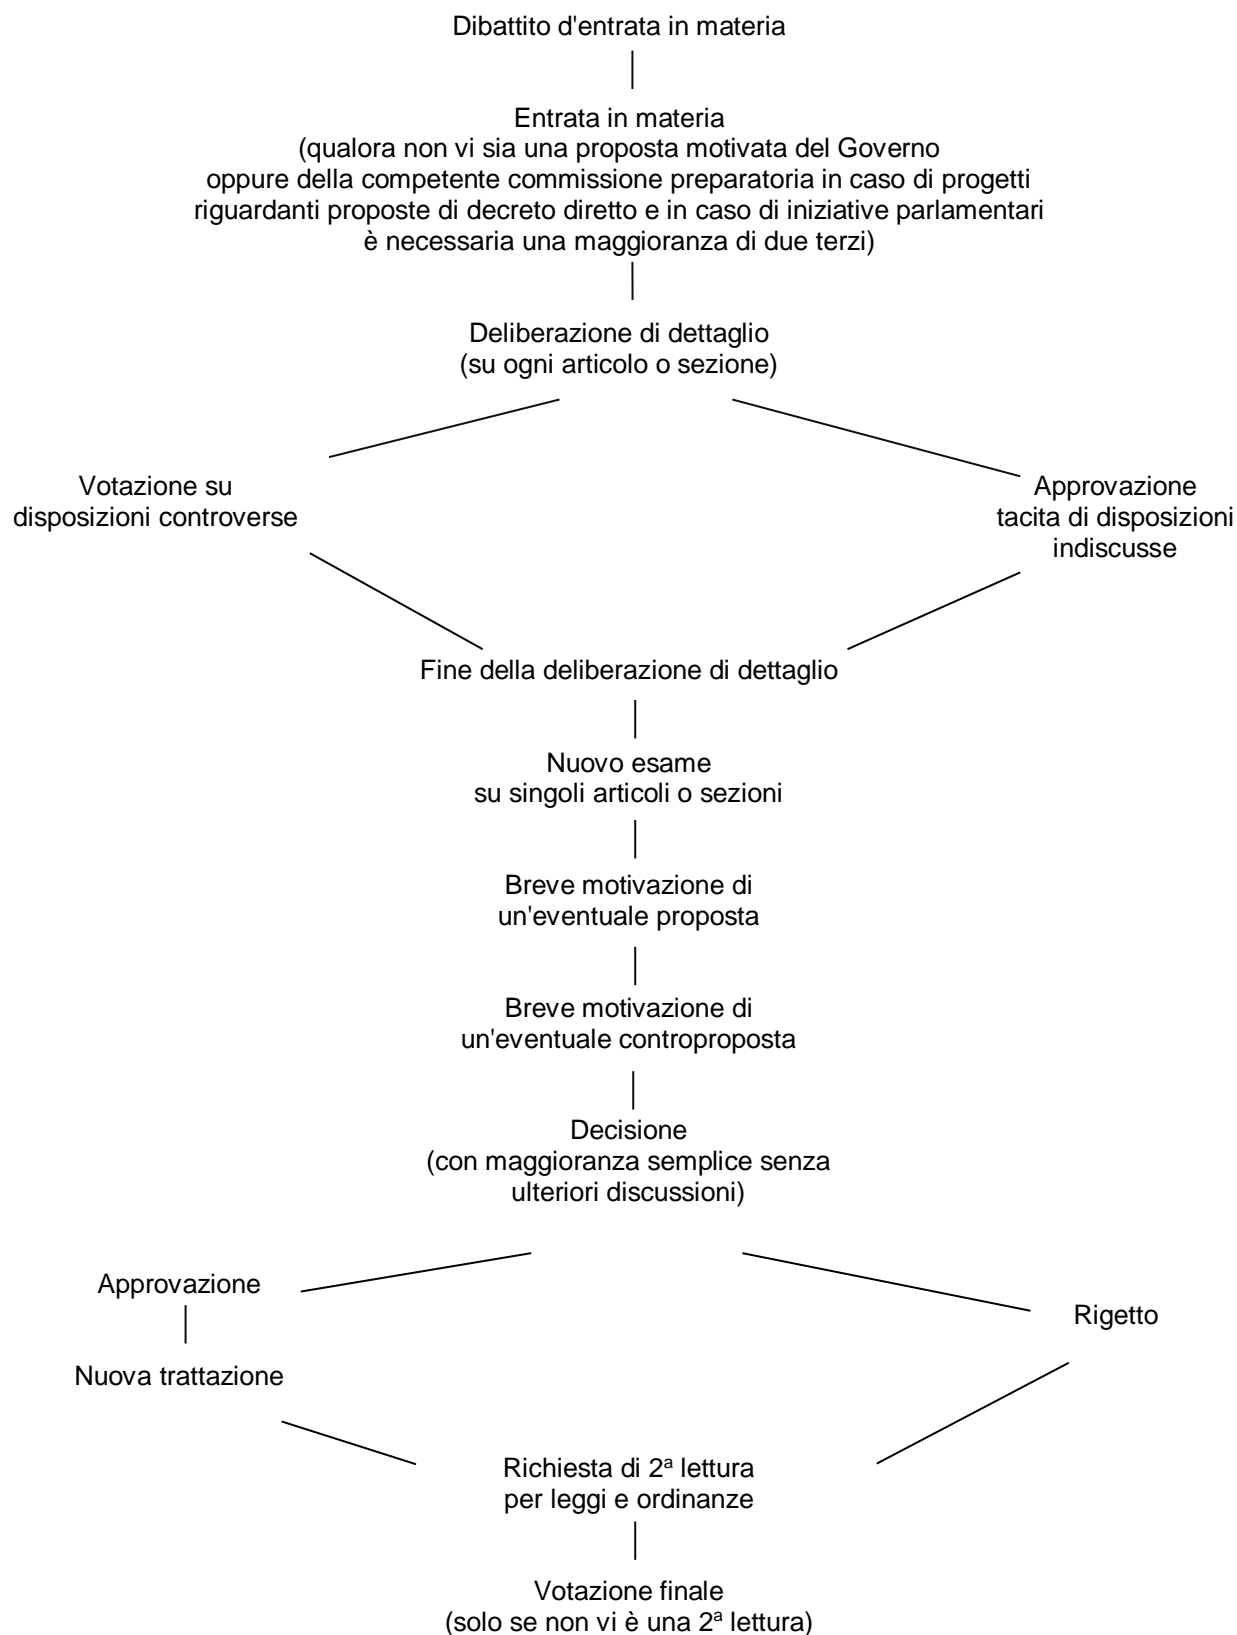 Dibattito d'entrata in materia
Entrata in materia
(qualora non vi sia una proposta motivata del Governo
oppure della competente commissione preparatoria in caso di progetti
riguardanti proposte di decreto diretto e in caso di iniziative parlamentari
è necessaria una maggioranza di due terzi)
Deliberazione di dettaglio
(su ogni articolo o sezione)
Votazione su
disposizioni controverse
Approvazione
tacita di disposizioni
indiscusse
Fine della deliberazione di dettaglio
Nuovo esame
su singoli articoli o sezioni
Breve motivazione di
un'eventuale proposta
Breve motivazione di
un'eventuale controproposta
Decisione
(con maggioranza semplice senza
ulteriori discussioni)
Approvazione
Rigetto
Nuova trattazione
Richiesta di 2ª lettura
per leggi e ordinanze
Votazione finale
(solo se non vi è una 2ª lettura)